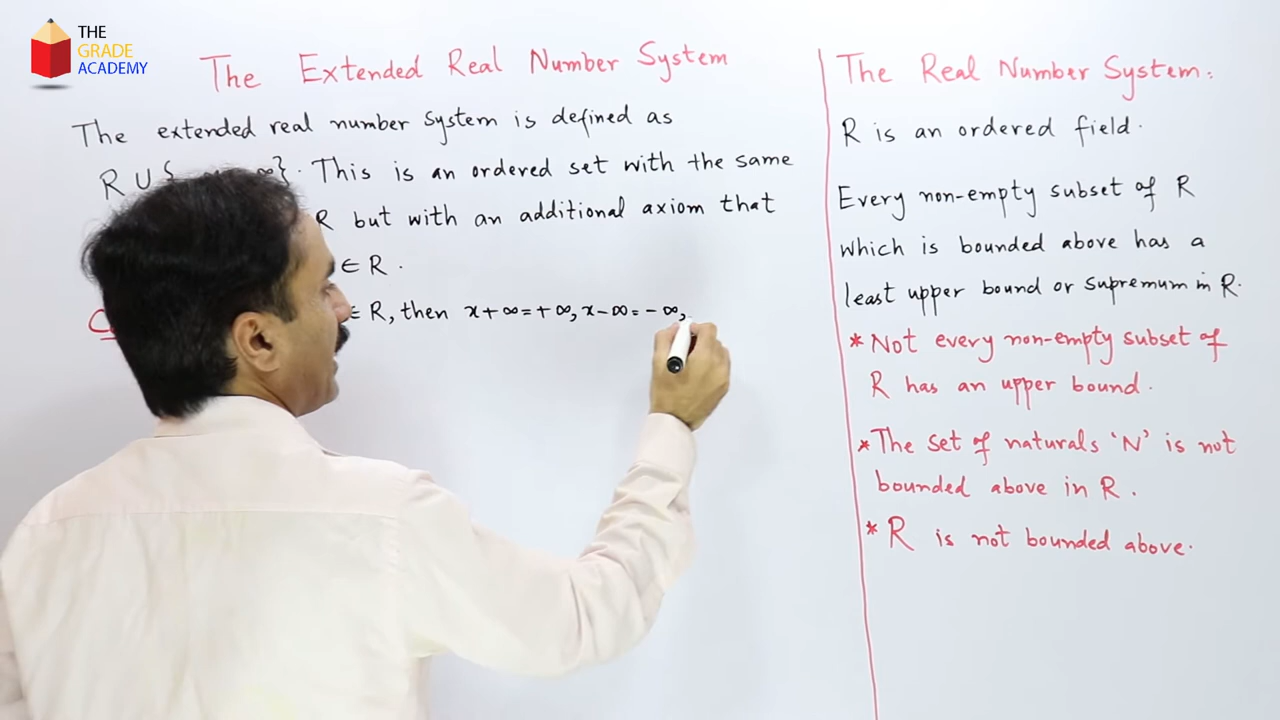 THE
GRADE
ACADEMY
The Extended Real Number System
The extended real number system is defined as
R ∪ { ∞}. This is an ordered set with the same
R but with an additional axiom that
∈ R.
∈ R, then x + ∞ = + ∞, x - ∞ = - ∞,
The Real Number System:
R is an ordered field.
Every non-empty subset of R
which is bounded above has a
least upper bound or supremum in R.
* Not every non-empty subset of
R has an upper bound.
* The set of naturals 'N' is not
bounded above in R.
* R is not bounded above.